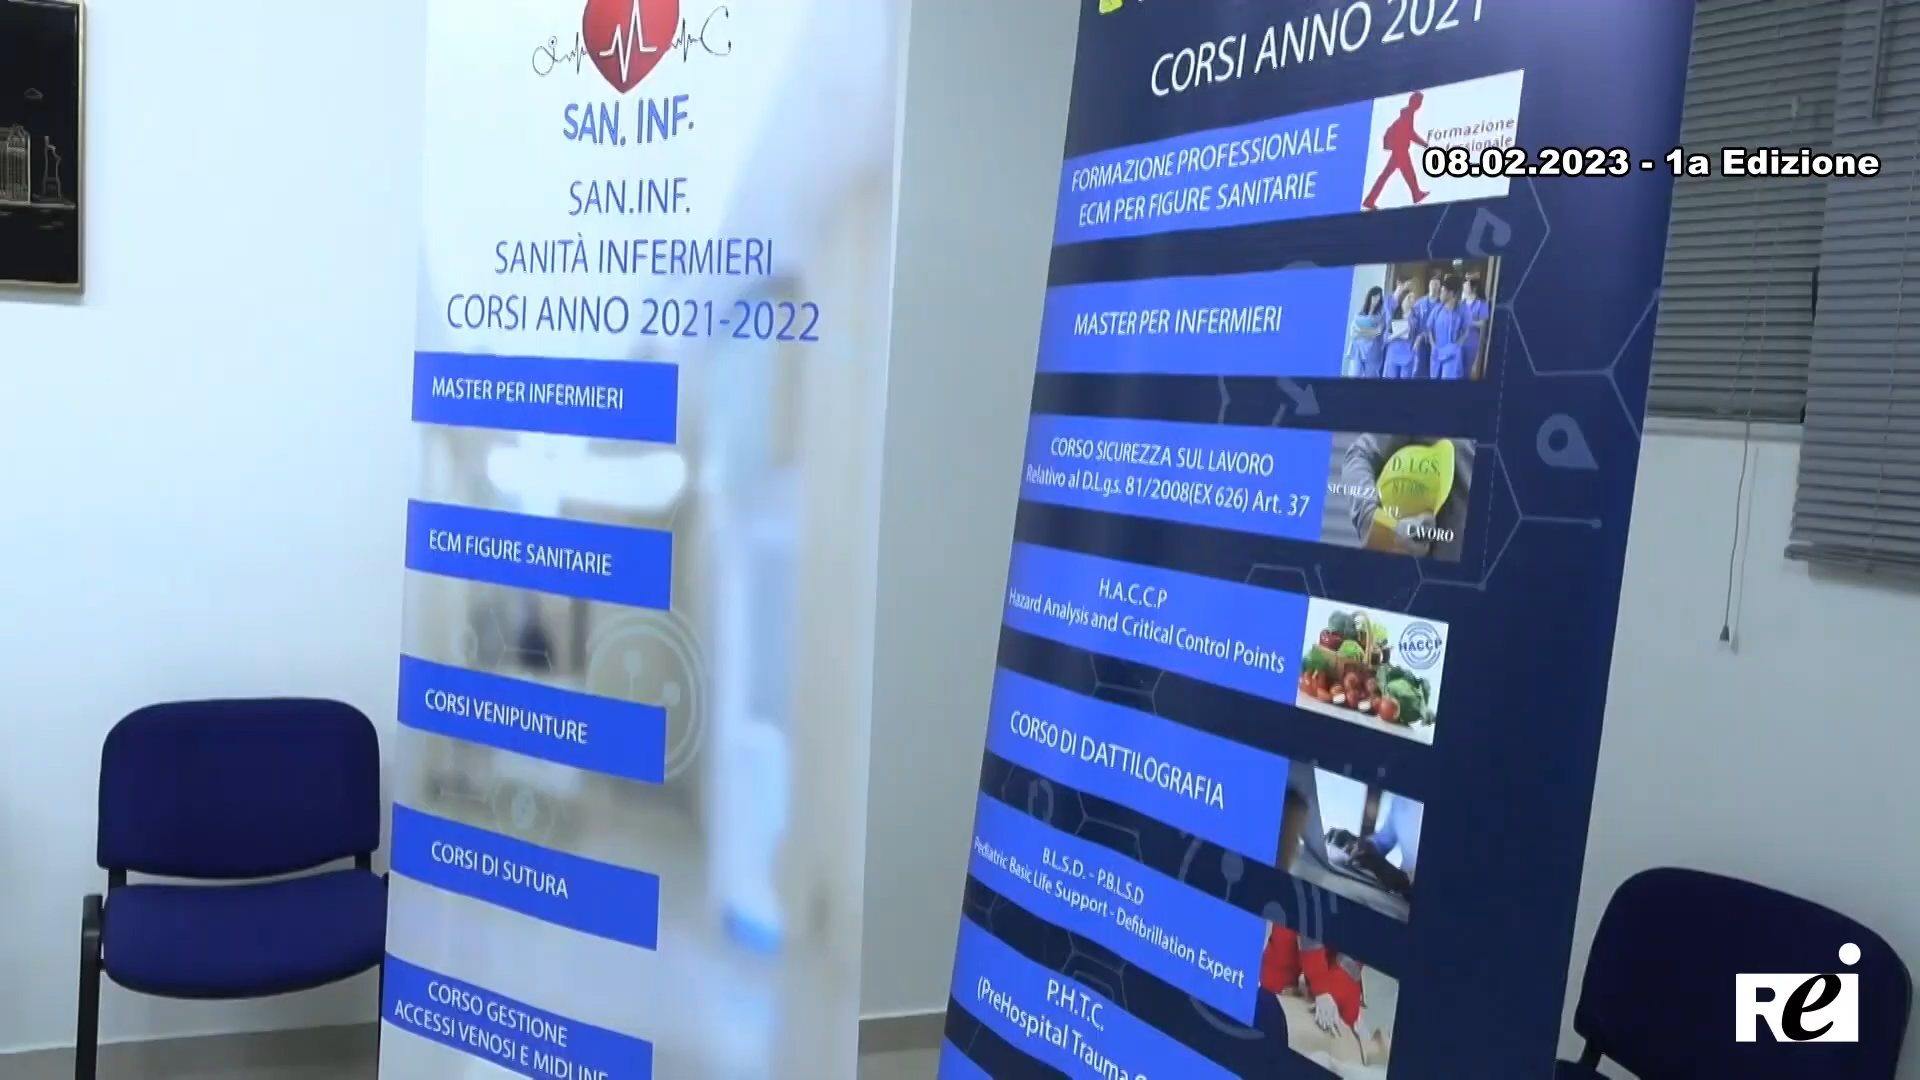 SAN. INF.
SAN.INF.
SANITÀ INFERMIERI
CORSI ANNO 2021-2022
MASTER PER INFERMIERI
ECM FIGURE SANITARIE
CORSI VENIPUNTURE
CORSI DI SUTURA
CORSO GESTIONE
ACCESSI VENOSI E MIDLINE
CORSI ANNO 2021
FORMAZIONE PROFESSIONALE
ECM PER FIGURE SANITARIE
Formazione
08.02.2023 - 1a Edizione
MASTER PER INFERMIERI
CORSO SICUREZZA SUL LAVORO
Relativo al D.Lgs. 81/2008(EX 626) Art. 37
D. LGS.
SICUREZZA
SUL
LAVORO
H.A.C.C.P
Hazard Analysis and Critical Control Points
HACCP
CORSO DI DATTILOGRAFIA
B.L.S.D. - P.B.L.S.D
Pediatric Basic Life Support - Defibrillation Expert
P.H.T.C.
(PreHospital Trauma
Rei